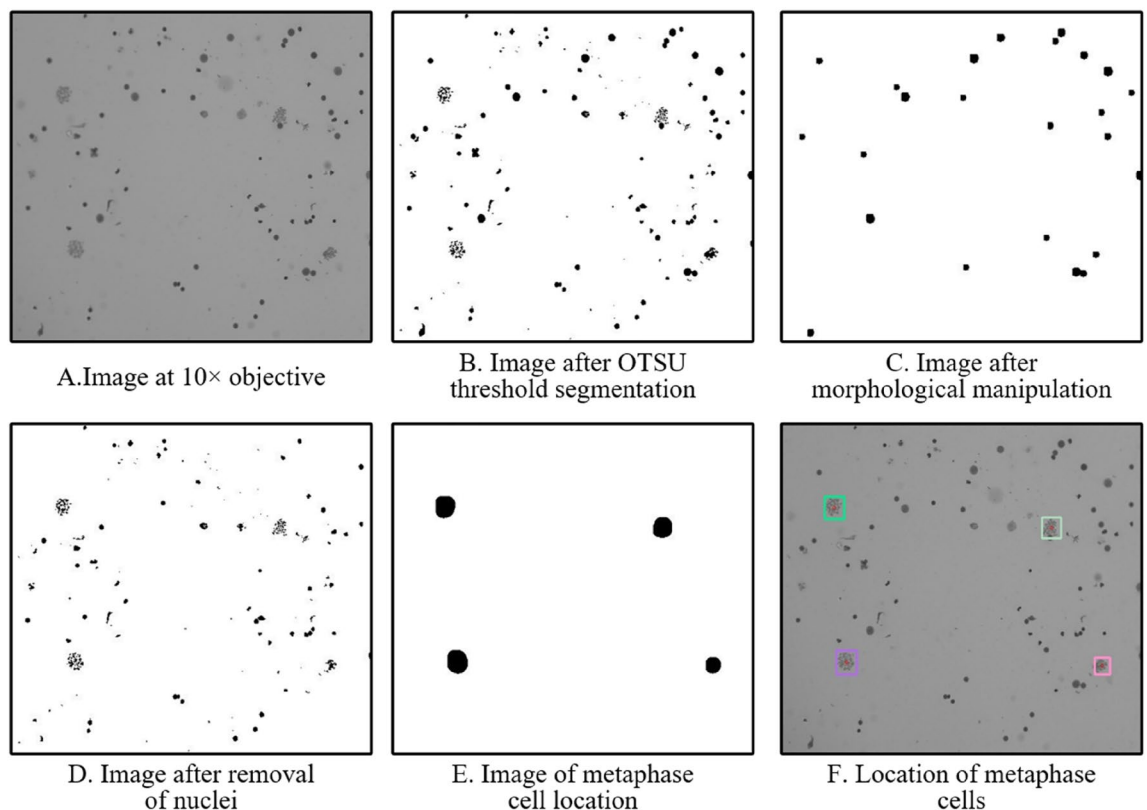 A.Image at 10× objective
B. Image after OTSU
threshold segmentation
C. Image after
morphological manipulation
D. Image after removal
of nuclei
E. Image of metaphase
cell location
F. Location of metaphase
cells